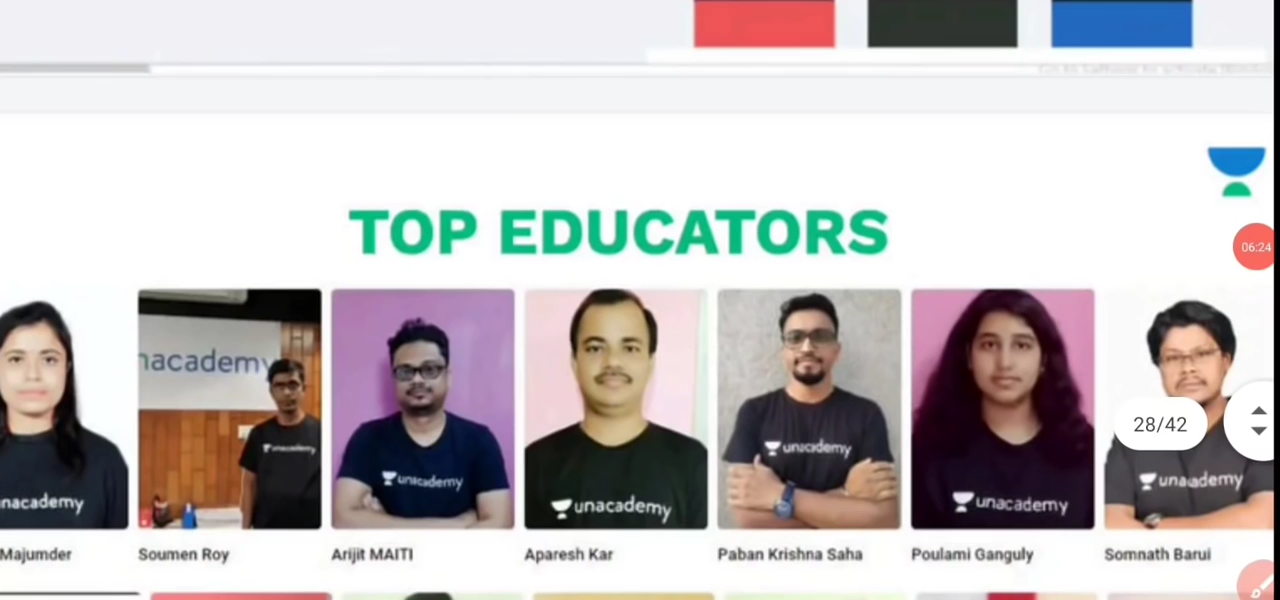 TOP EDUCATORS
06:24
nacademy
unacademy
unacademy
unacademy
unacademy
unacademy
unacademy
nacademy
28/42
Majumder
Soumen Roy
Arijit MAITI
Aparesh Kar
Paban Krishna Saha
Poulami Ganguly
Somnath Barui